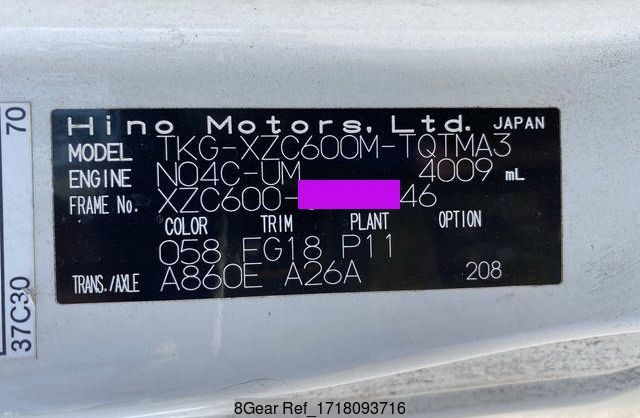 Hino Motors, Ltd. JAPAN
MODEL TKG-XZC600M-TQTMA3
ENGINE N04C-UM 4009 mL
FRAME No. XZC600- 46
COLOR TRIM PLANT OPTION
058 FG18 P11
TRANS./AXLE A860E A26A 208
37C30 70
8Gear Ref_1718093716